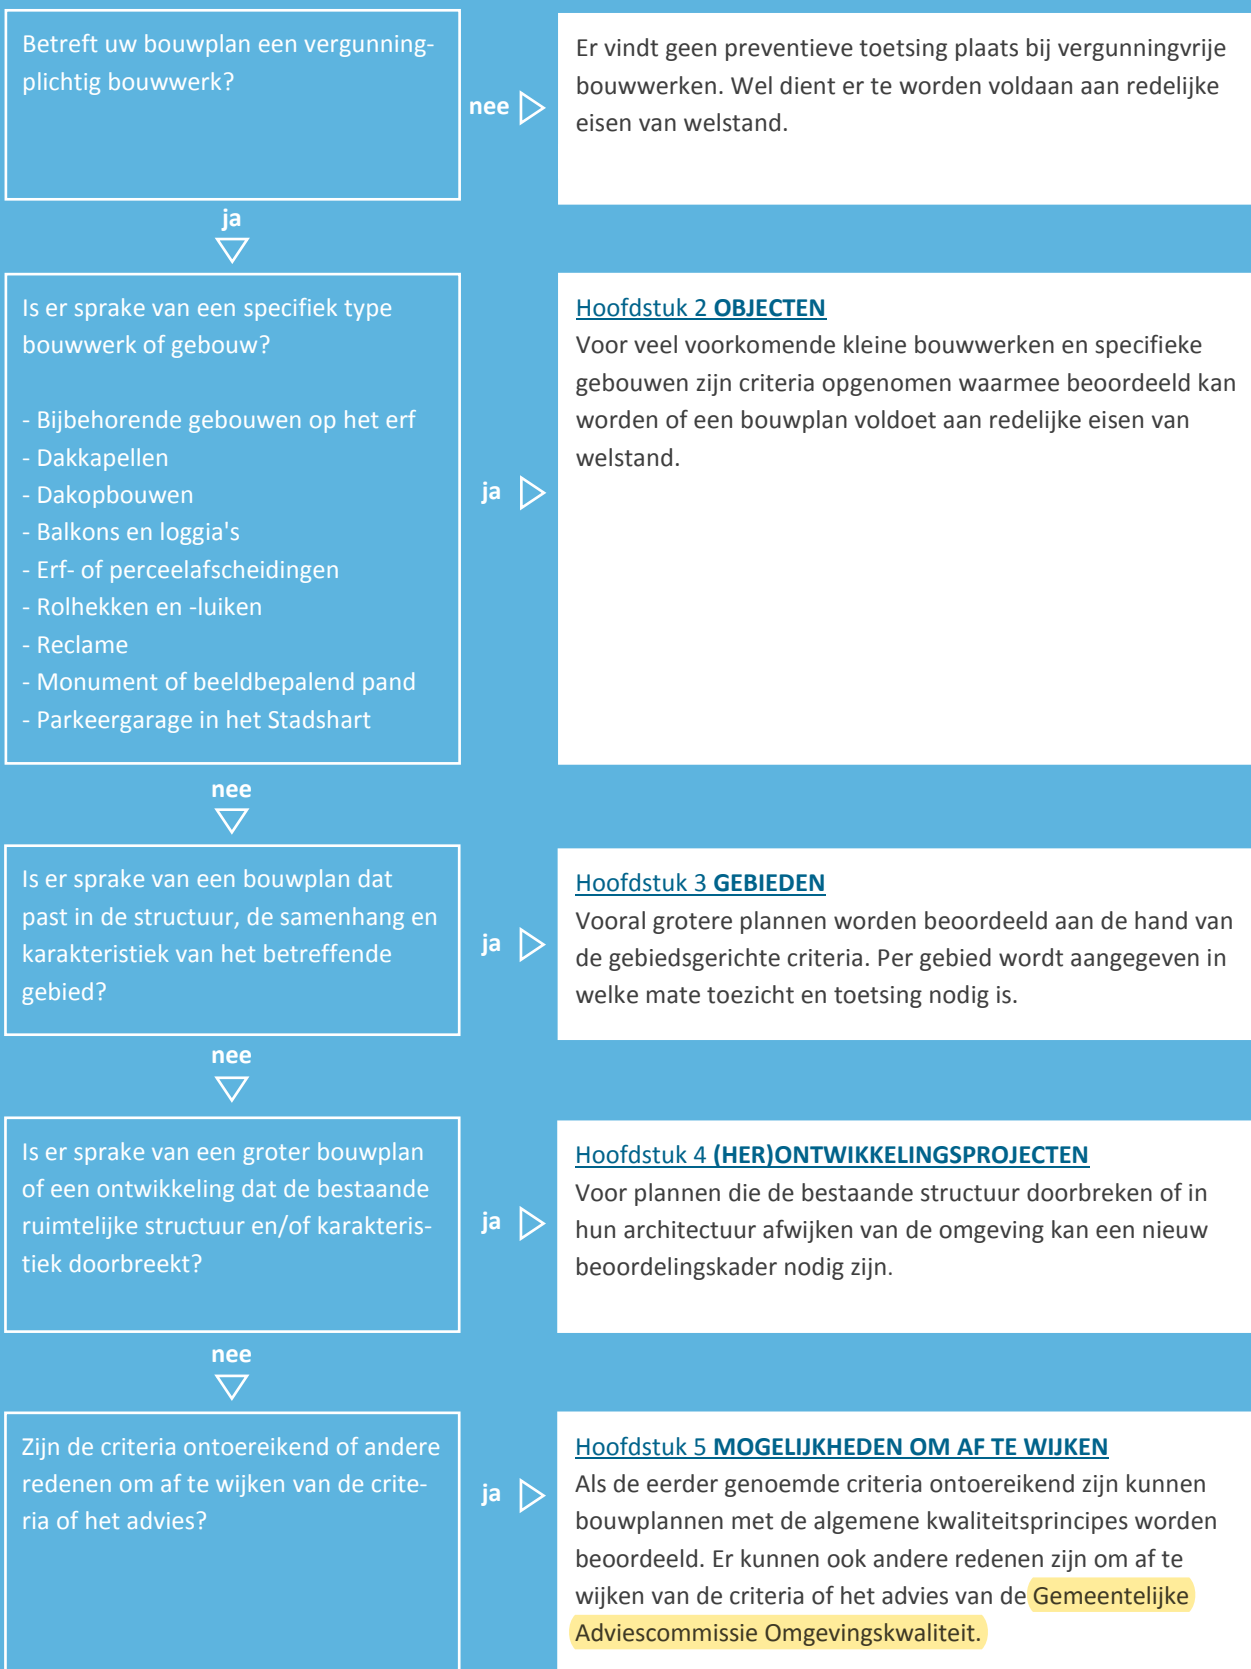 Betreft uw bouwplan een vergunning-
plichtig bouwwerk?
nee
Er vindt geen preventieve toetsing plaats bij vergunningvrije
bouwwerken. Wel dient er te worden voldaan aan redelijke
eisen van welstand.
ja
Is er sprake van een specifiek type
bouwwerk of gebouw?
- Bijbehorende gebouwen op het erf
- Dakkapellen
- Dakopbouwen
- Balkons en loggia's
- Erf- of perceelafscheidingen
- Rolhekken en -luiken
- Reclame
- Monument of beeldbepalend pand
- Parkeergarage in het Stadshart
ja
Hoofdstuk 2 OBJECTEN
Voor veel voorkomende kleine bouwwerken en specifieke
gebouwen zijn criteria opgenomen waarmee beoordeeld kan
worden of een bouwplan voldoet aan redelijke eisen van
welstand.
nee
Is er sprake van een bouwplan dat
past in de structuur, de samenhang en
karakteristiek van het betreffende
gebied?
ja
Hoofdstuk 3 GEBIEDEN
Vooral grotere plannen worden beoordeeld aan de hand van
de gebiedsgerichte criteria. Per gebied wordt aangegeven in
welke mate toezicht en toetsing nodig is.
nee
Is er sprake van een groter bouwplan
of een ontwikkeling dat de bestaande
ruimtelijke structuur en/of karakteris-
tiek doorbreekt?
ja
Hoofdstuk 4 (HER)ONTWIKKELINGSPROJECTEN
Voor plannen die de bestaande structuur doorbreken of in
hun architectuur afwijken van de omgeving kan een nieuw
beoordelingskader nodig zijn.
nee
Zijn de criteria ontoereikend of andere
redenen om af te wijken van de crite-
ria of het advies?
ja
Hoofdstuk 5 MOGELIJKHEDEN OM AF TE WIJKEN
Als de eerder genoemde criteria ontoereikend zijn kunnen
bouwplannen met de algemene kwaliteitsprincipes worden
beoordeeld. Er kunnen ook andere redenen zijn om af te
wijken van de criteria of het advies van de Gemeentelijke
Adviescommissie Omgevingskwaliteit.